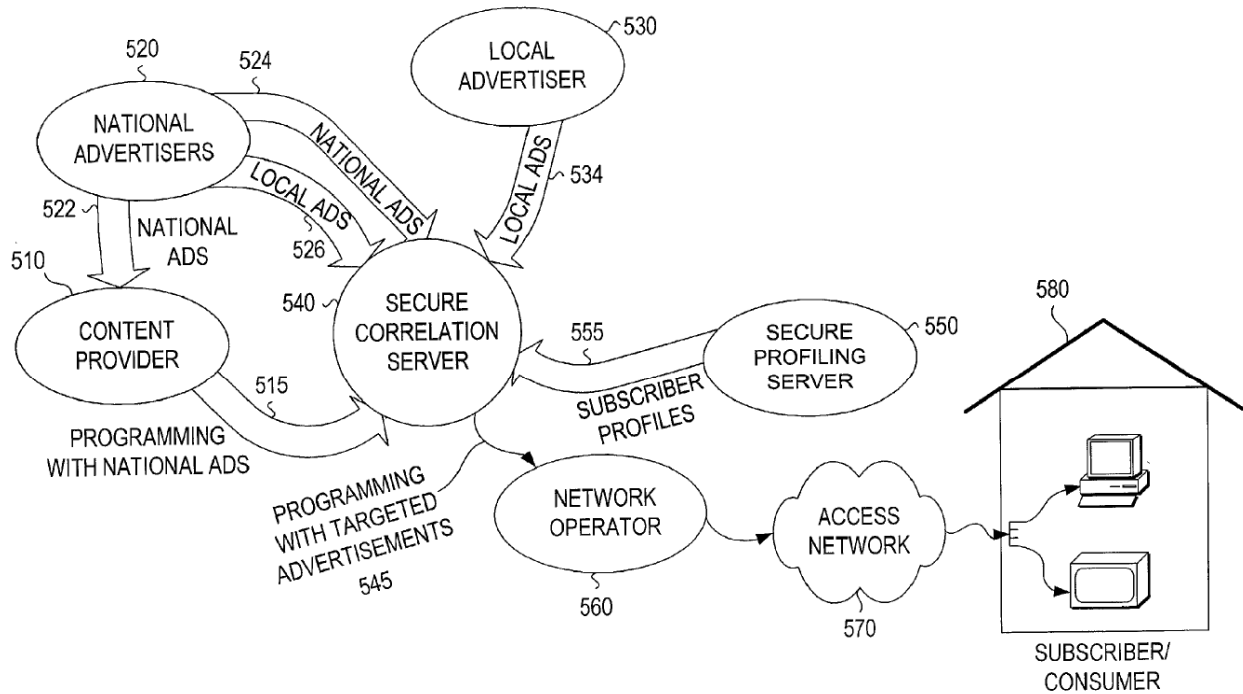 520
524
530
LOCAL
ADVERTISER
NATIONAL
ADVERTISERS
NATIONAL ADS
LOCAL ADS
526
LOCAL ADS
534
522
NATIONAL
ADS
510
CONTENT
PROVIDER
540
SECURE
CORRELATION
SERVER
555
SUBSCRIBER
PROFILES
550
SECURE
PROFILING
SERVER
580
515
PROGRAMMING
WITH NATIONAL ADS
PROGRAMMING
WITH TARGETED
ADVERTISEMENTS
545
NETWORK
OPERATOR
560
ACCESS
NETWORK
570
SUBSCRIBER/
CONSUMER